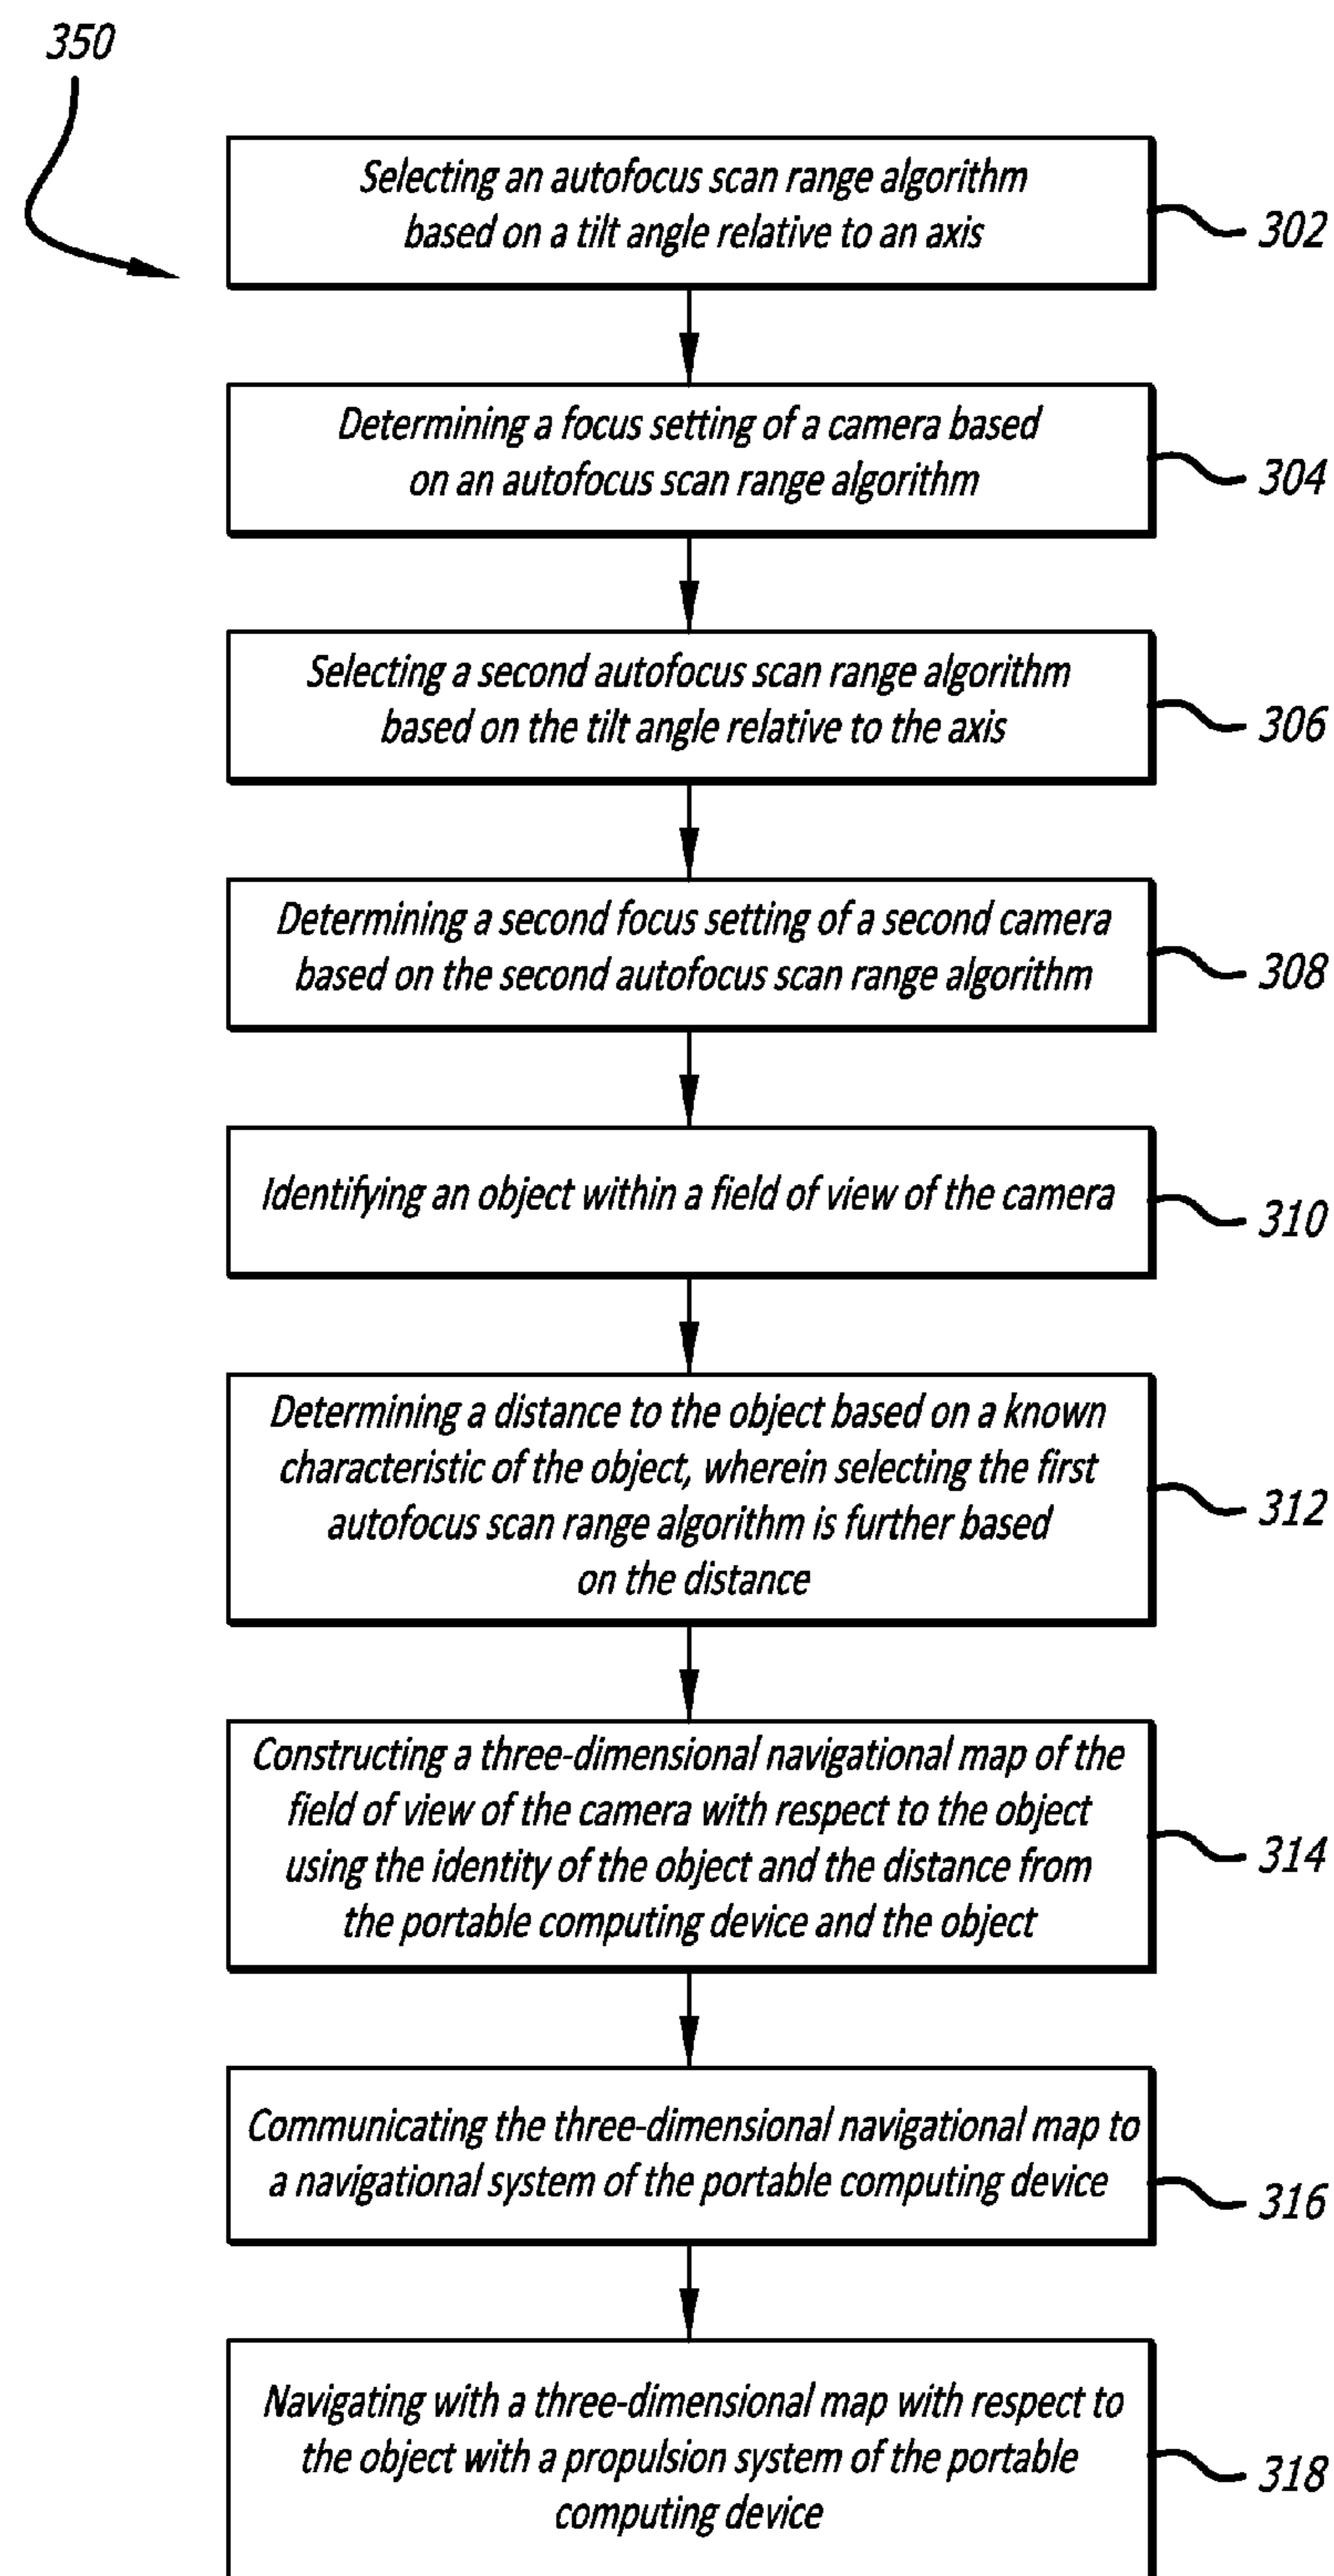 350
Selecting an autofocus scan range algorithm
based on a tilt angle relative to an axis
302
Determining a focus setting of a camera based
on an autofocus scan range algorithm
304
Selecting a second autofocus scan range algorithm
based on the tilt angle relative to the axis
306
Determining a second focus setting of a second camera
based on the second autofocus scan range algorithm
308
Identifying an object within a field of view of the camera
310
Determining a distance to the object based on a known
characteristic of the object, wherein selecting the first
autofocus scan range algorithm is further based
on the distance
312
Constructing a three-dimensional navigational map of the
field of view of the camera with respect to the object
using the identity of the object and the distance from
the portable computing device and the object
314
Communicating the three-dimensional navigational map to
a navigational system of the portable computing device
316
Navigating with a three-dimensional map with respect to
the object with a propulsion system of the portable
computing device
318